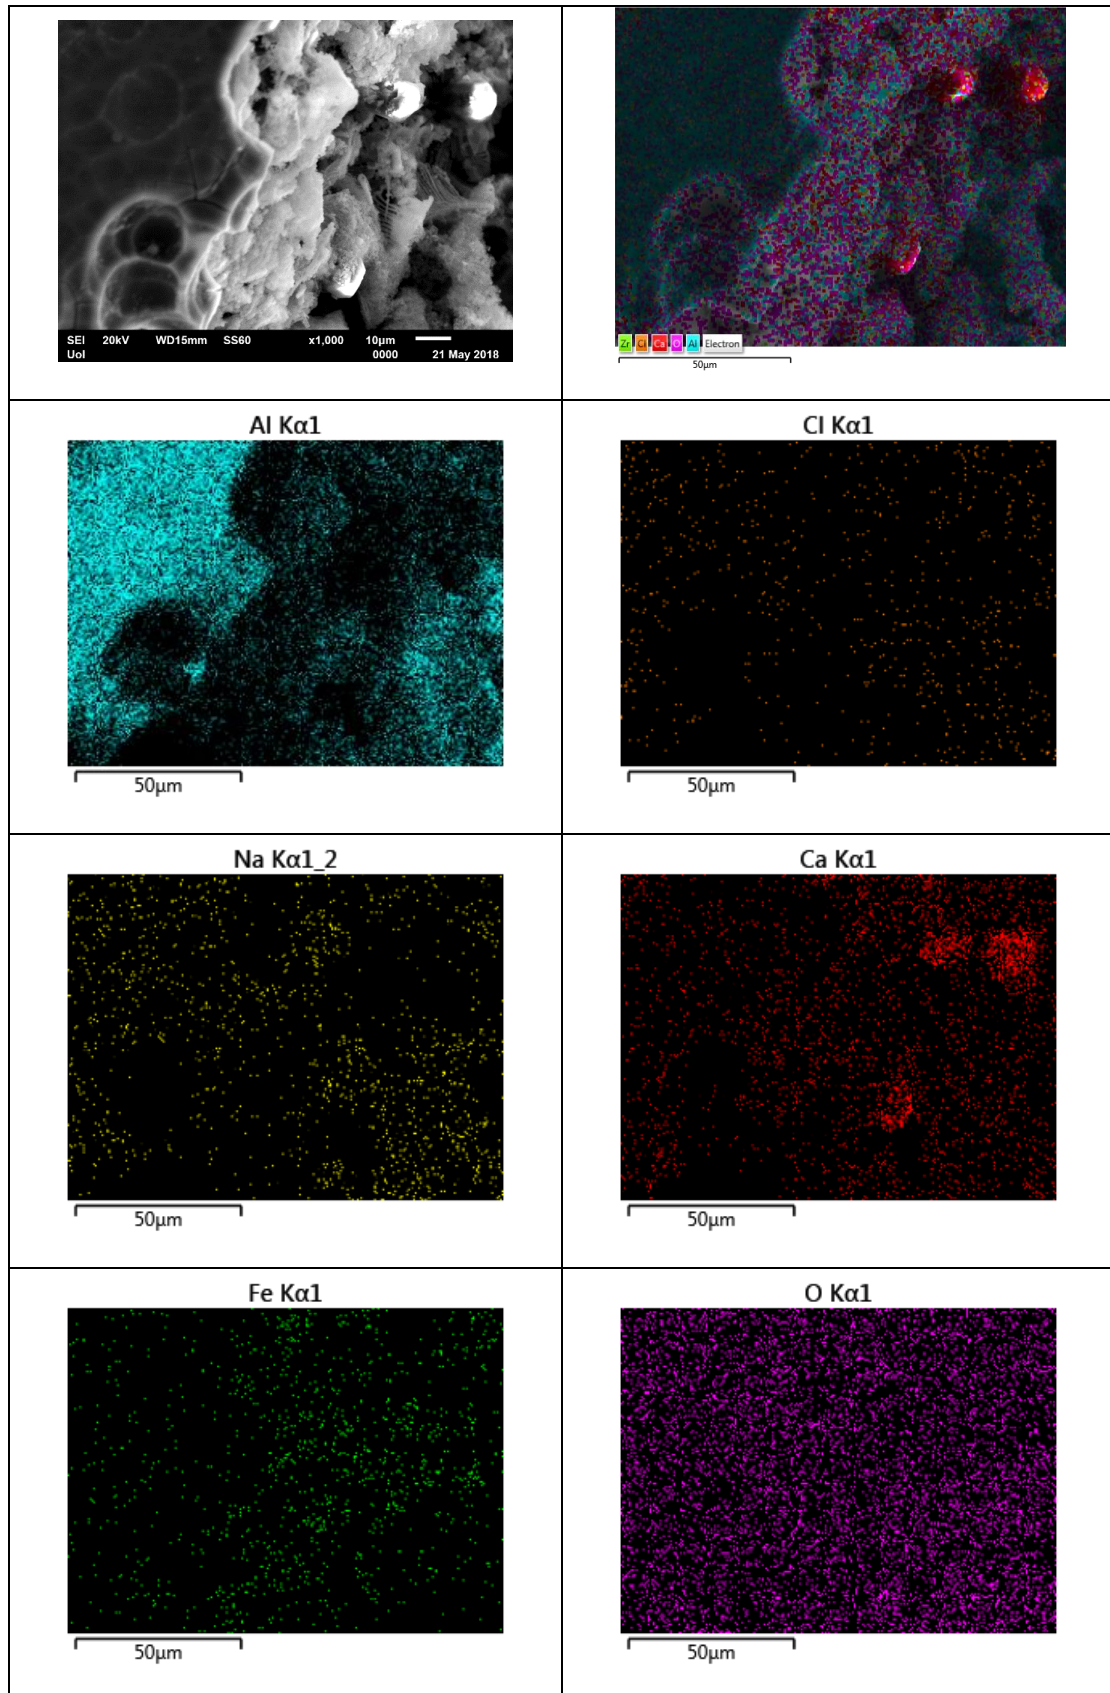 SEI 20kV WD15mm SS60 x1,000 10µm
UoI 0000 21 May 2018
Zr Cl Ca O Al Electron
50µm
Al Kα1
50µm
Cl Kα1
50µm
Na Kα1_2
50µm
Ca Kα1
50µm
Fe Kα1
50µm
O Kα1
50µm